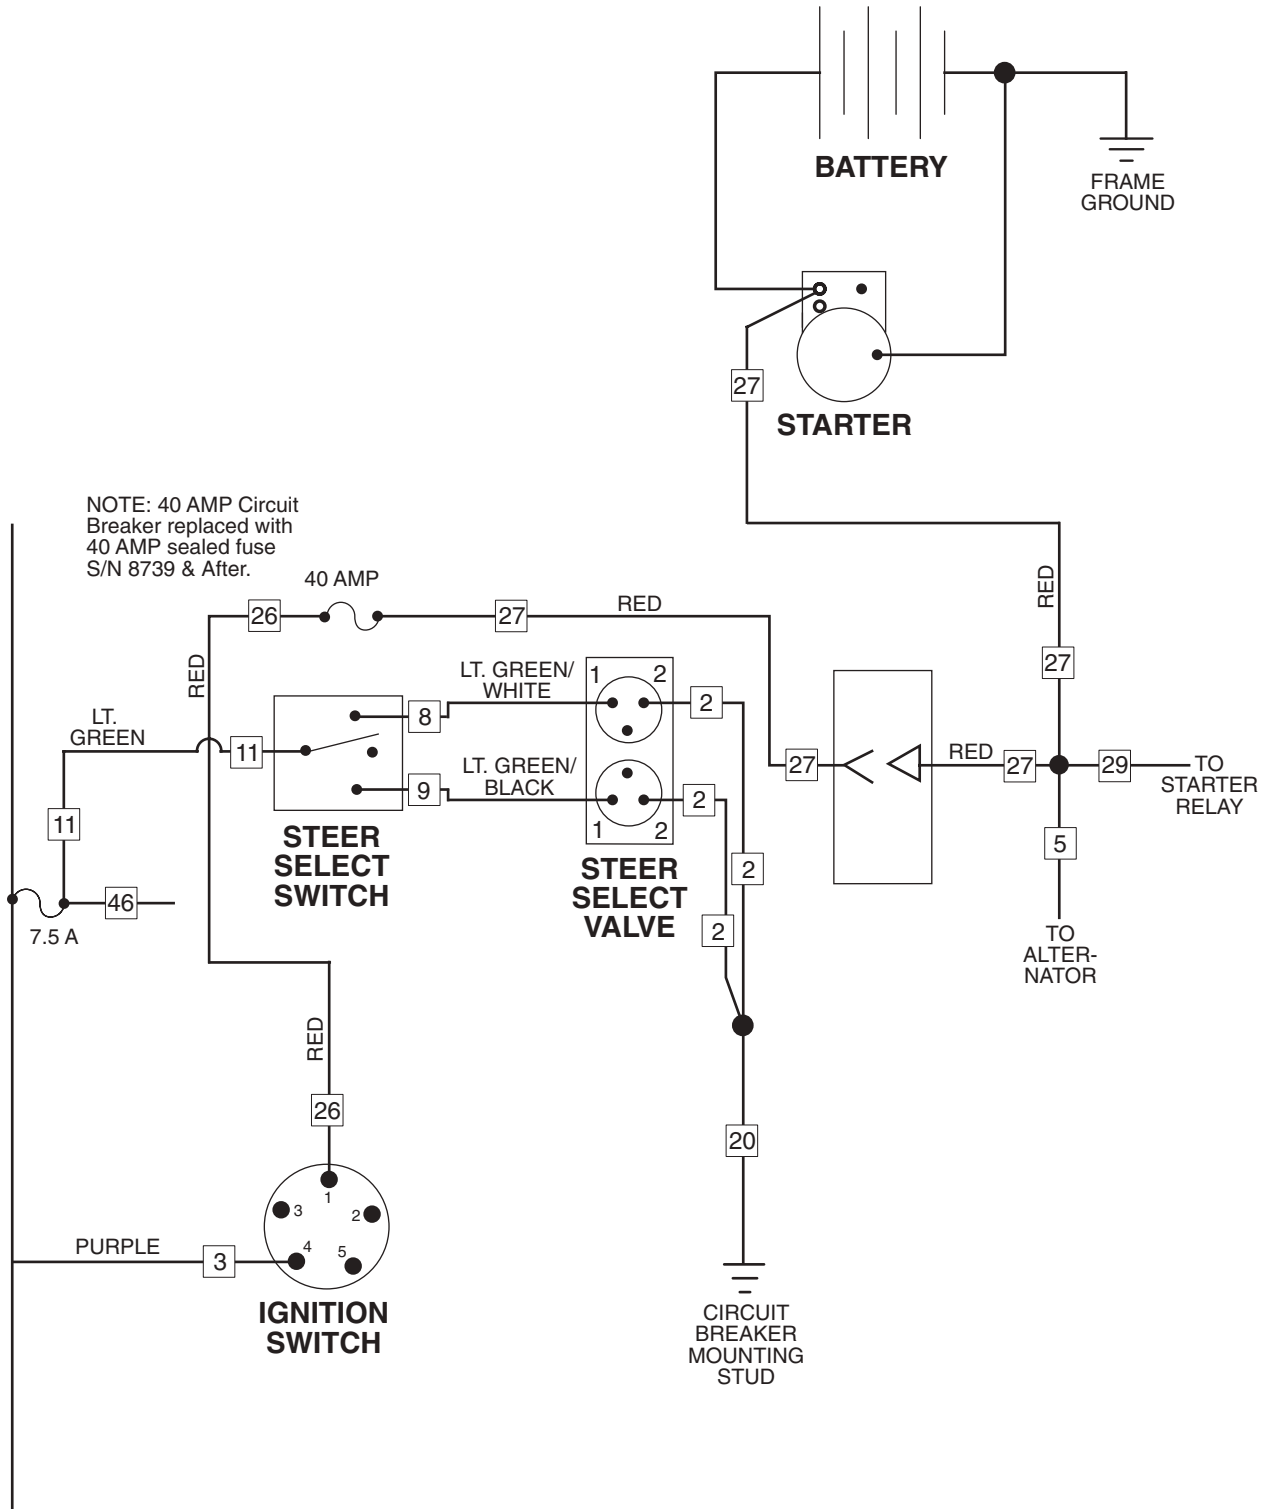 BATTERY
FRAME
GROUND
27
STARTER
NOTE: 40 AMP Circuit
Breaker replaced with
40 AMP sealed fuse
S/N 8739 & After.
40 AMP
26
27
RED
RED
RED
27
LT. GREEN/
WHITE
1
2
8
2
LT.
GREEN
11
LT. GREEN/
BLACK
9
2
1
2
27
RED
27
29
TO
STARTER
RELAY
11
STEER
SELECT
SWITCH
5
STEER
SELECT
VALVE
2
2
46
7.5 A
TO
ALTER-
NATOR
RED
26
20
1
3
2
4
5
PURPLE
3
IGNITION
SWITCH
CIRCUIT
BREAKER
MOUNTING
STUD